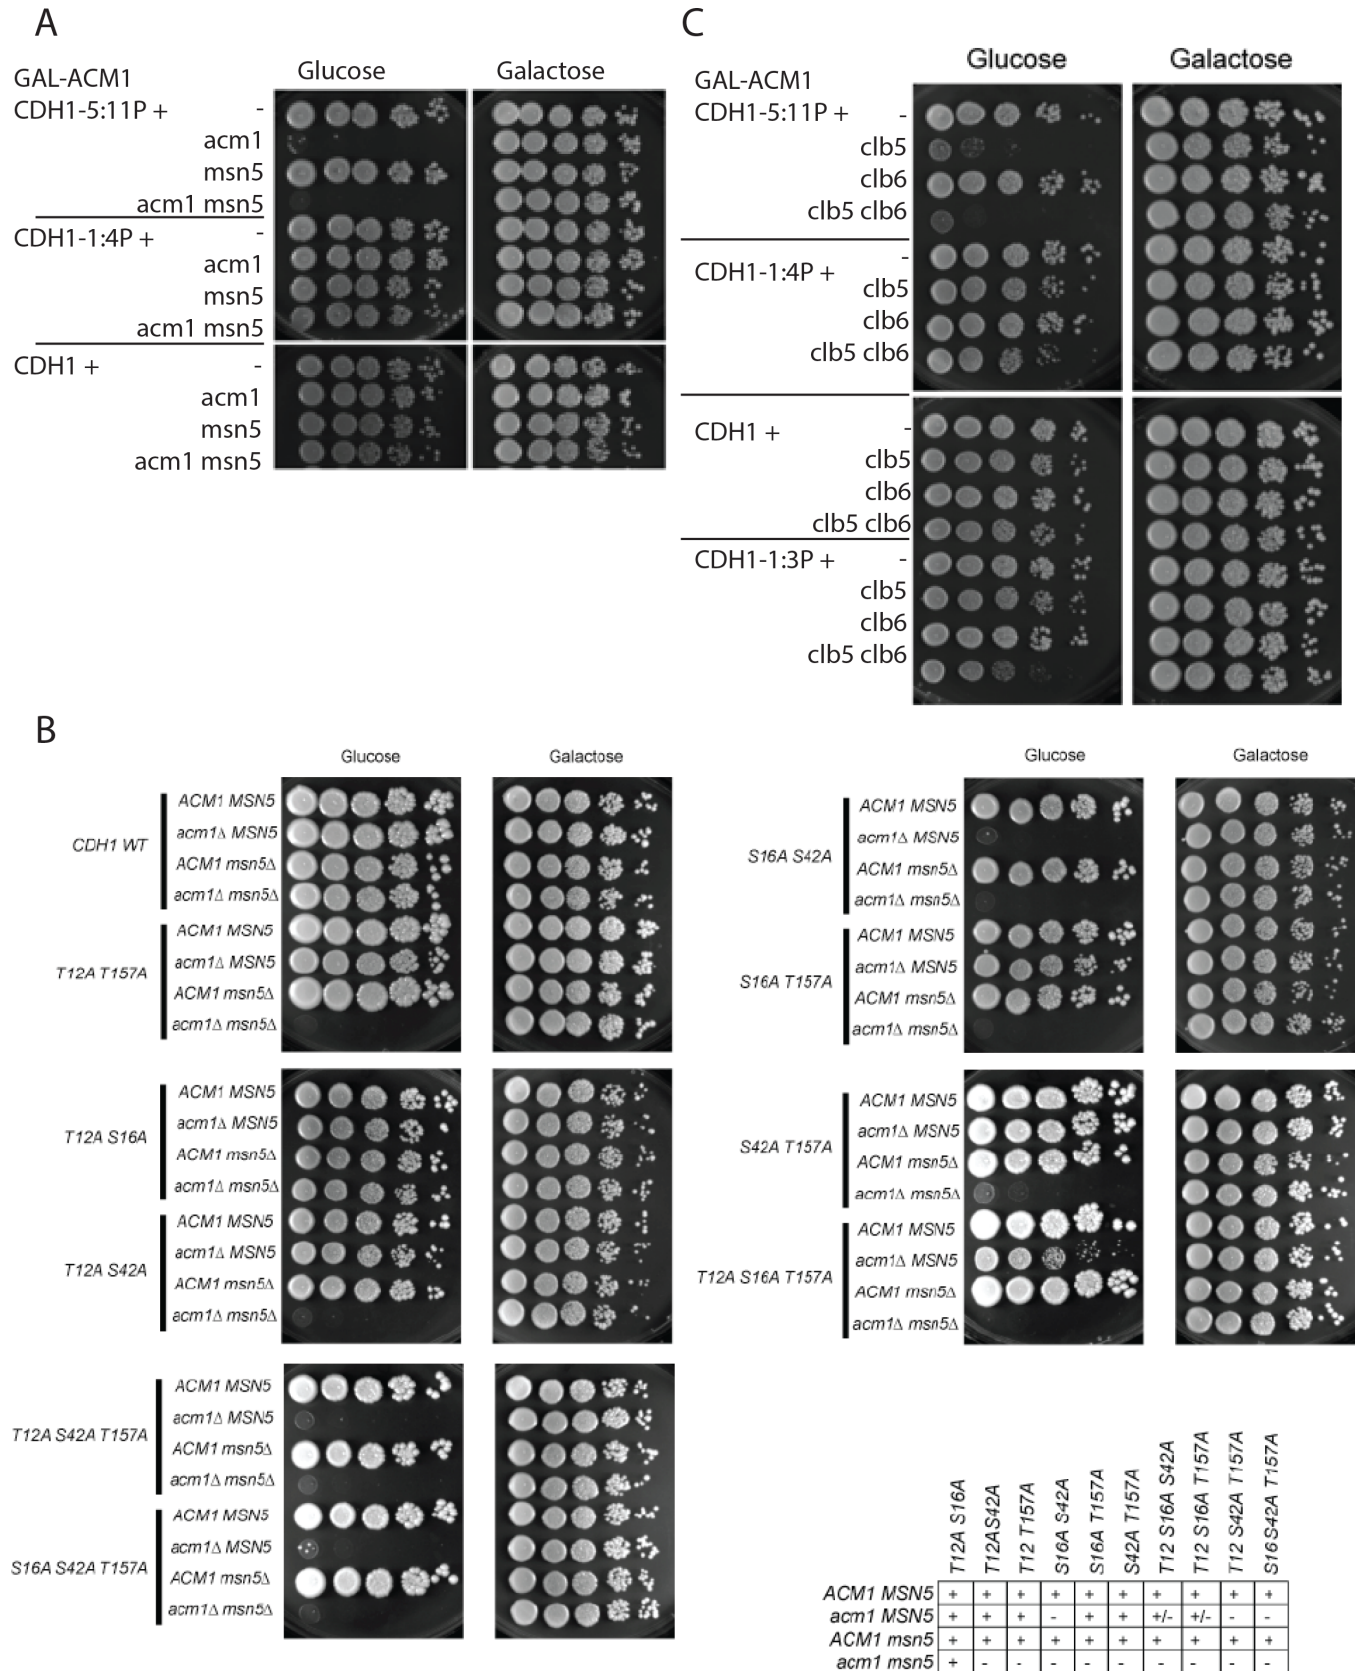 A
GAL-ACM1
Glucose Galactose
CDH1-5:11P + -
acm1
msn5
acm1 msn5
CDH1-1:4P + -
acm1
msn5
acm1 msn5
CDH1 + -
acm1
msn5
acm1 msn5
C
Glucose Galactose
GAL-ACM1
CDH1-5:11P + -
clb5
clb6
clb5 clb6
CDH1-1:4P + -
clb5
clb6
clb5 clb6
CDH1 + -
clb5
clb6
clb5 clb6
CDH1-1:3P + -
clb5
clb6
clb5 clb6
B
Glucose Galactose
CDH1 WT
ACM1 MSN5
acm1Δ MSN5
ACM1 msn5Δ
acm1Δ msn5Δ
T12A T157A
ACM1 MSN5
acm1Δ MSN5
ACM1 msn5Δ
acm1Δ msn5Δ
T12A S16A
ACM1 MSN5
acm1Δ MSN5
ACM1 msn5Δ
acm1Δ msn5Δ
T12A S42A
ACM1 MSN5
acm1Δ MSN5
ACM1 msn5Δ
acm1Δ msn5Δ
T12A S42A T157A
ACM1 MSN5
acm1Δ MSN5
ACM1 msn5Δ
acm1Δ msn5Δ
S16A S42A T157A
ACM1 MSN5
acm1Δ MSN5
ACM1 msn5Δ
acm1Δ msn5Δ
Glucose Galactose
S16A S42A
ACM1 MSN5
acm1Δ MSN5
ACM1 msn5Δ
acm1Δ msn5Δ
S16A T157A
ACM1 MSN5
acm1Δ MSN5
ACM1 msn5Δ
acm1Δ msn5Δ
S42A T157A
ACM1 MSN5
acm1Δ MSN5
ACM1 msn5Δ
acm1Δ msn5Δ
T12A S16A T157A
ACM1 MSN5
acm1Δ MSN5
ACM1 msn5Δ
acm1Δ msn5Δ
T12A S16A
T12AS42A
T12 T157A
S16A S42A
S16A T157A
S42A T157A
T12 S16A S42A
T12 S16A T157A
T12 S42A T157A
S16S42A T157A
ACM1 MSN5 + + + + + + + + + +
acm1 MSN5 + + + - + + +/- +/- - -
ACM1 msn5 + + + + + + + + + +
acm1 msn5 + - - - - - - - - -